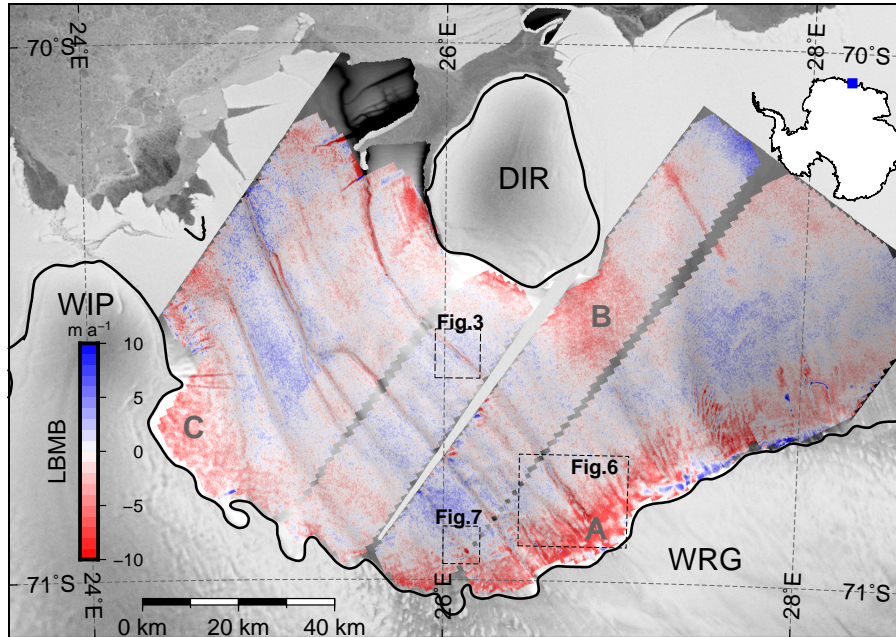 24°E
26°E
28°E
70°S
70°S
DIR
WIP
m a⁻¹
10
5
0
−5
−10
LBMB
Fig.3
B
C
Fig.6
Fig.7
A
WRG
71°S
24°E
26°E
28°E
71°S
0 km
20 km
40 km